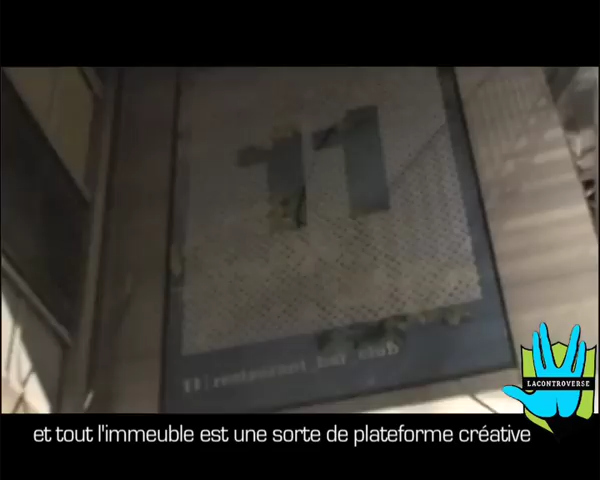 11
11 | restaurant bar club
LACONTROVERSE
et tout l'immeuble est une sorte de plateforme créative